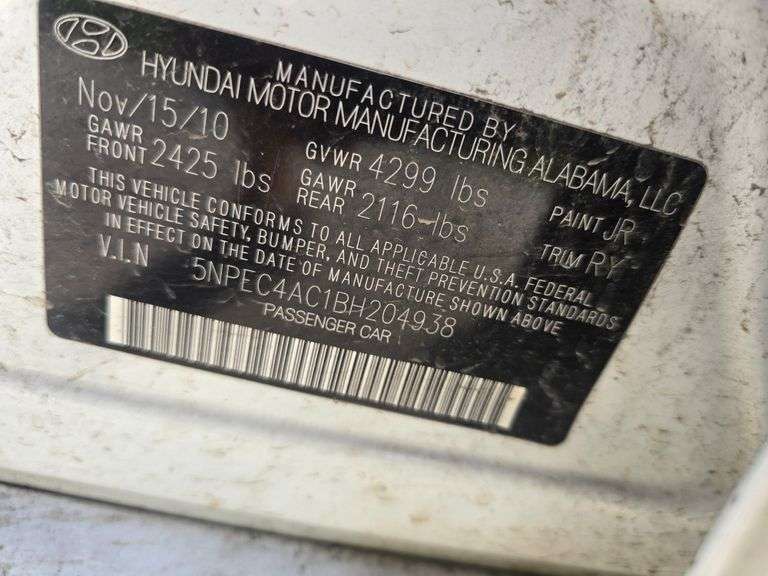 MANUFACTURED BY
HYUNDAI MOTOR MANUFACTURING ALABAMA, LLC
Nov/15/10
GAWR FRONT 2425 lbs
GVWR 4299 lbs
GAWR REAR 2116 lbs
PAINT JR
TRIM RY
THIS VEHICLE CONFORMS TO ALL APPLICABLE U.S.A. FEDERAL
MOTOR VEHICLE SAFETY, BUMPER, AND THEFT PREVENTION STANDARDS
IN EFFECT ON THE DATE OF MANUFACTURE SHOWN ABOVE
V.I.N 5NPEC4AC1BH204938
PASSENGER CAR